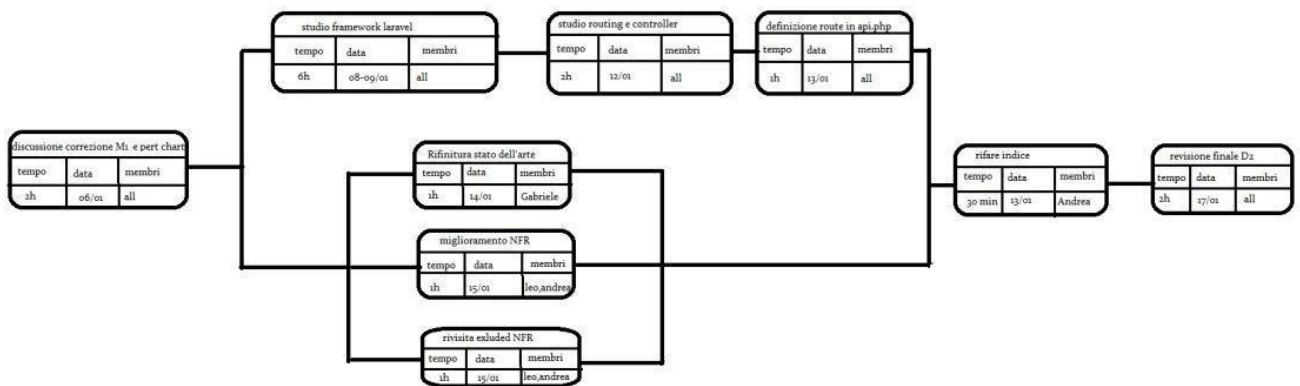 studio framework laravel
tempo data membri
6h 08-09/01 all
studio routing e controller
tempo data membri
2h 12/01 all
definizione route in api.php
tempo data membri
1h 13/01 all
discussione correzione M1 e pert chart
tempo data membri
2h 06/01 all
Rifinitura stato dell'arte
tempo data membri
1h 14/01 Gabriele
miglioramento NFR
tempo data membri
1h 15/01 leo,andrea
rivisita exluded NFR
tempo data membri
1h 15/01 leo,andrea
rifare indice
tempo data membri
30 min 13/01 Andrea
revisione finale D2
tempo data membri
2h 17/01 all